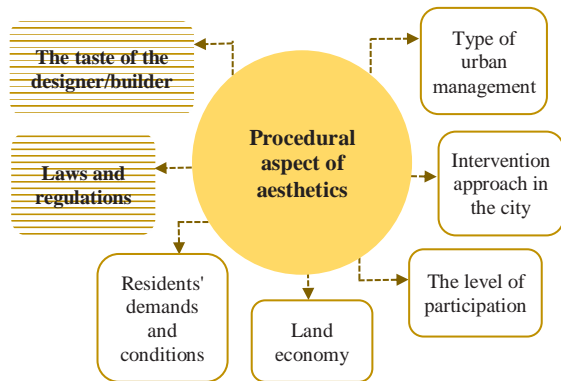 The taste of the
designer/builder
Laws and
regulations
Procedural
aspect of
aesthetics
Type of
urban
management
Intervention
approach in
the city
The level of
participation
Land
economy
Residents'
demands
and
conditions